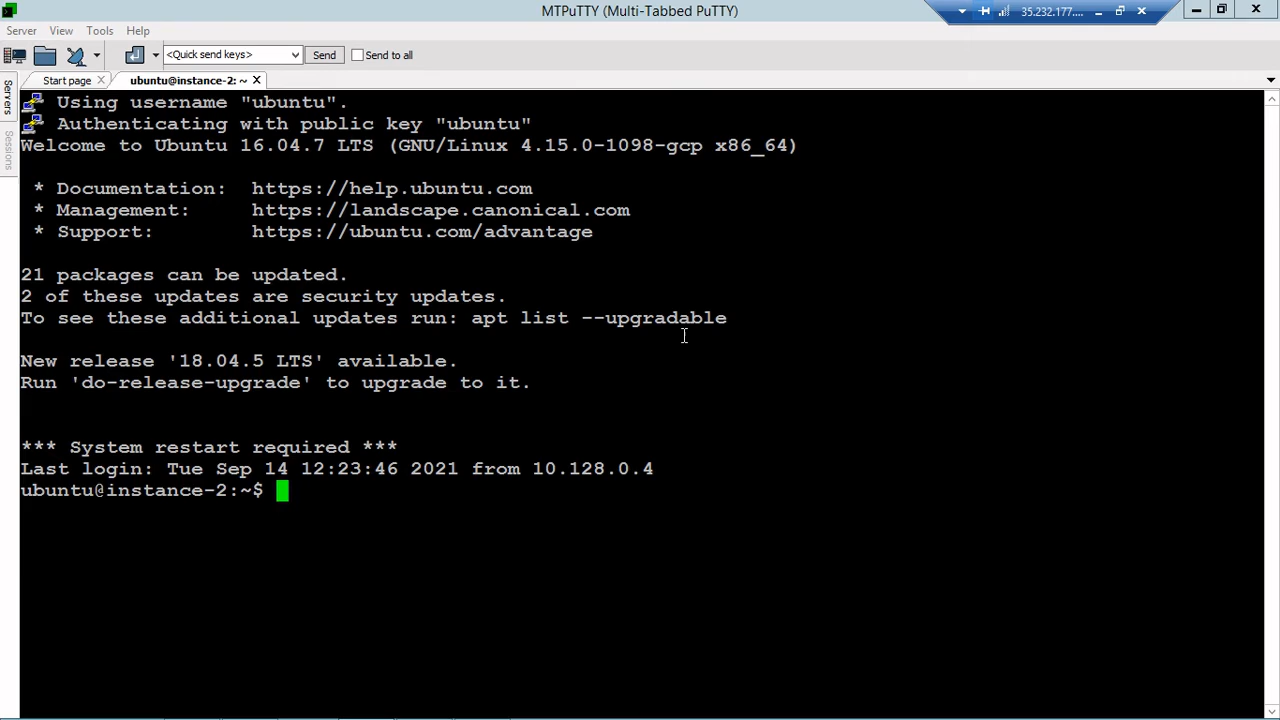 MTPuTTY (Multi-Tabbed PuTTY)
35.232.177....
Server View Tools Help
<Quick send keys> Send Send to all
Start page ubuntu@instance-2: ~
Servers
Sessions
Using username "ubuntu".
Authenticating with public key "ubuntu"
Welcome to Ubuntu 16.04.7 LTS (GNU/Linux 4.15.0-1098-gcp x86_64)
* Documentation: https://help.ubuntu.com
* Management: https://landscape.canonical.com
* Support: https://ubuntu.com/advantage
21 packages can be updated.
2 of these updates are security updates.
To see these additional updates run: apt list --upgradable
New release '18.04.5 LTS' available.
Run 'do-release-upgrade' to upgrade to it.
*** System restart required ***
Last login: Tue Sep 14 12:23:46 2021 from 10.128.0.4
ubuntu@instance-2:~$